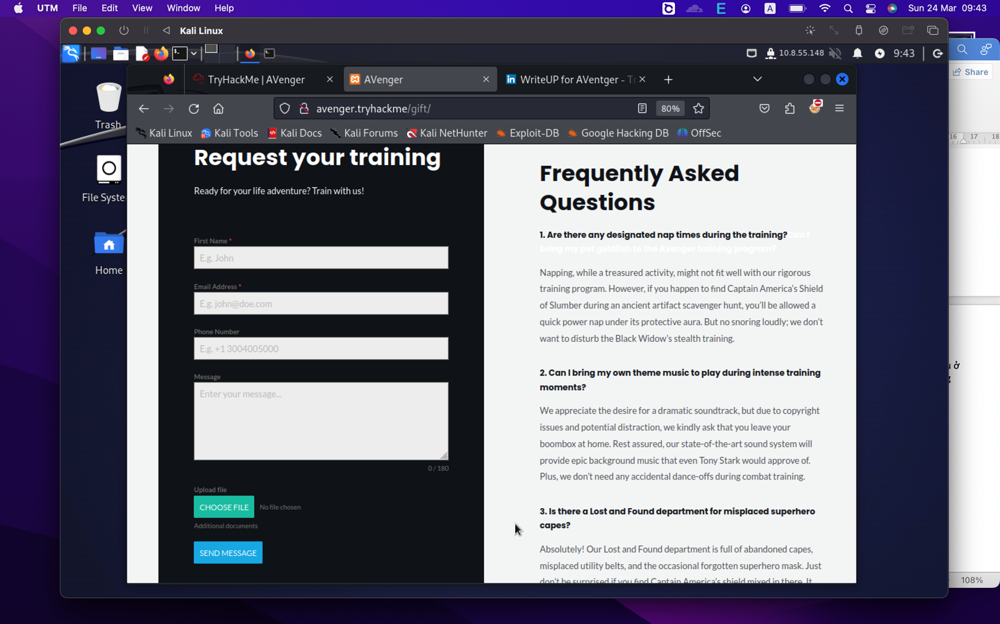 UTM File Edit View Window Help
A Sun 24 Mar 09:43
Kali Linux
10.8.55.148 9:43
TryHackMe | AVenger
AVenger
in WriteUP for AVentger - Tr
Share
avenger.tryhackme/gift/
80%
Kali Linux Kali Tools Kali Docs Kali Forums Kali NetHunter Exploit-DB Google Hacking DB OffSec
16 17 18
Trash
File Syste
Home
Request your training
Ready for your life adventure? Train with us!
First Name *
E.g. John
Email Address *
E.g. john@doe.com
Phone Number
E.g. +1 3004005000
Message
Enter your message...
0 / 180
Upload file
CHOOSE FILE No file chosen
Additional documents
SEND MESSAGE
Frequently Asked
Questions
1. Are there any designated nap times during the training?Can I
bring my pet goldfish to the Avenger training program?
Napping, while a treasured activity, might not fit well with our rigorous
training program. However, if you happen to find Captain America's Shield
of Slumber during an ancient artifact scavenger hunt, you'll be allowed a
quick power nap under its protective aura. But no snoring loudly; we don't
want to disturb the Black Widow's stealth training.
2. Can I bring my own theme music to play during intense training
moments?
We appreciate the desire for a dramatic soundtrack, but due to copyright
issues and potential distraction, we kindly ask that you leave your
boombox at home. Rest assured, our state-of-the-art sound system will
provide epic background music that even Tony Stark would approve of.
Plus, we don't need any accidental dance-offs during combat training.
3. Is there a Lost and Found department for misplaced superhero
capes?
Absolutely! Our Lost and Found department is full of abandoned capes,
misplaced utility belts, and the occasional forgotten superhero mask. Just
don't be surprised if you find Captain America's shield mixed in there. It
ở
108%